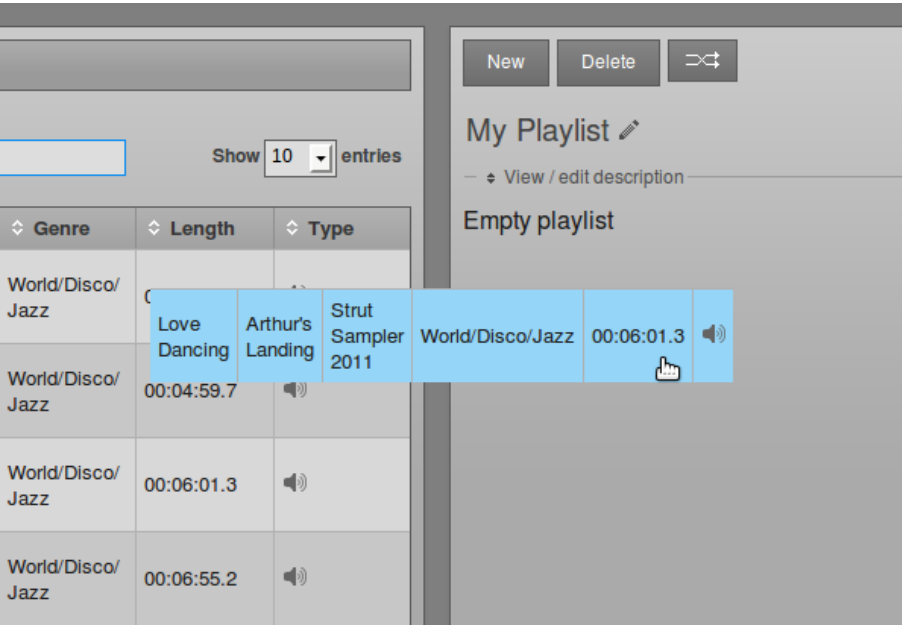 New
Delete
My Playlist
Show 10 entries
View / edit description
Empty playlist
Genre
Length
Type
World/Disco/
Jazz
Love
Dancing
Arthur's
Landing
Strut
Sampler
2011
World/Disco/Jazz
00:06:01.3
World/Disco/
Jazz
00:04:59.7
World/Disco/
Jazz
00:06:01.3
World/Disco/
Jazz
00:06:55.2